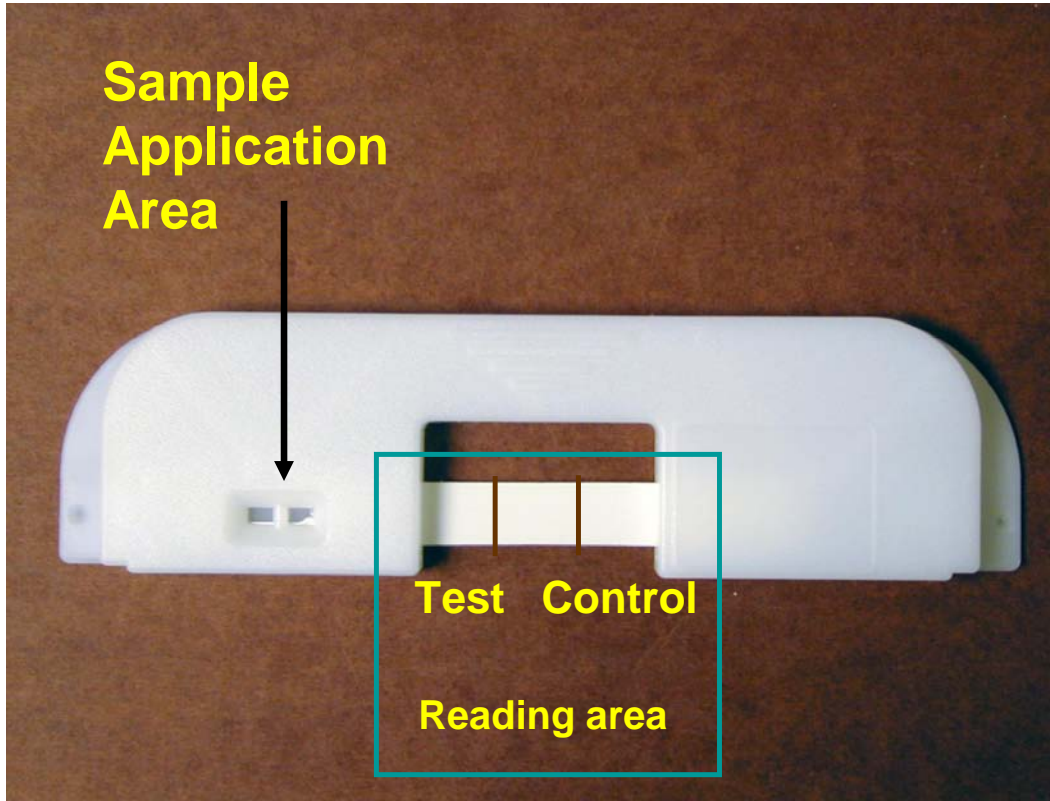 Sample
Application
Area
Test Control
Reading area